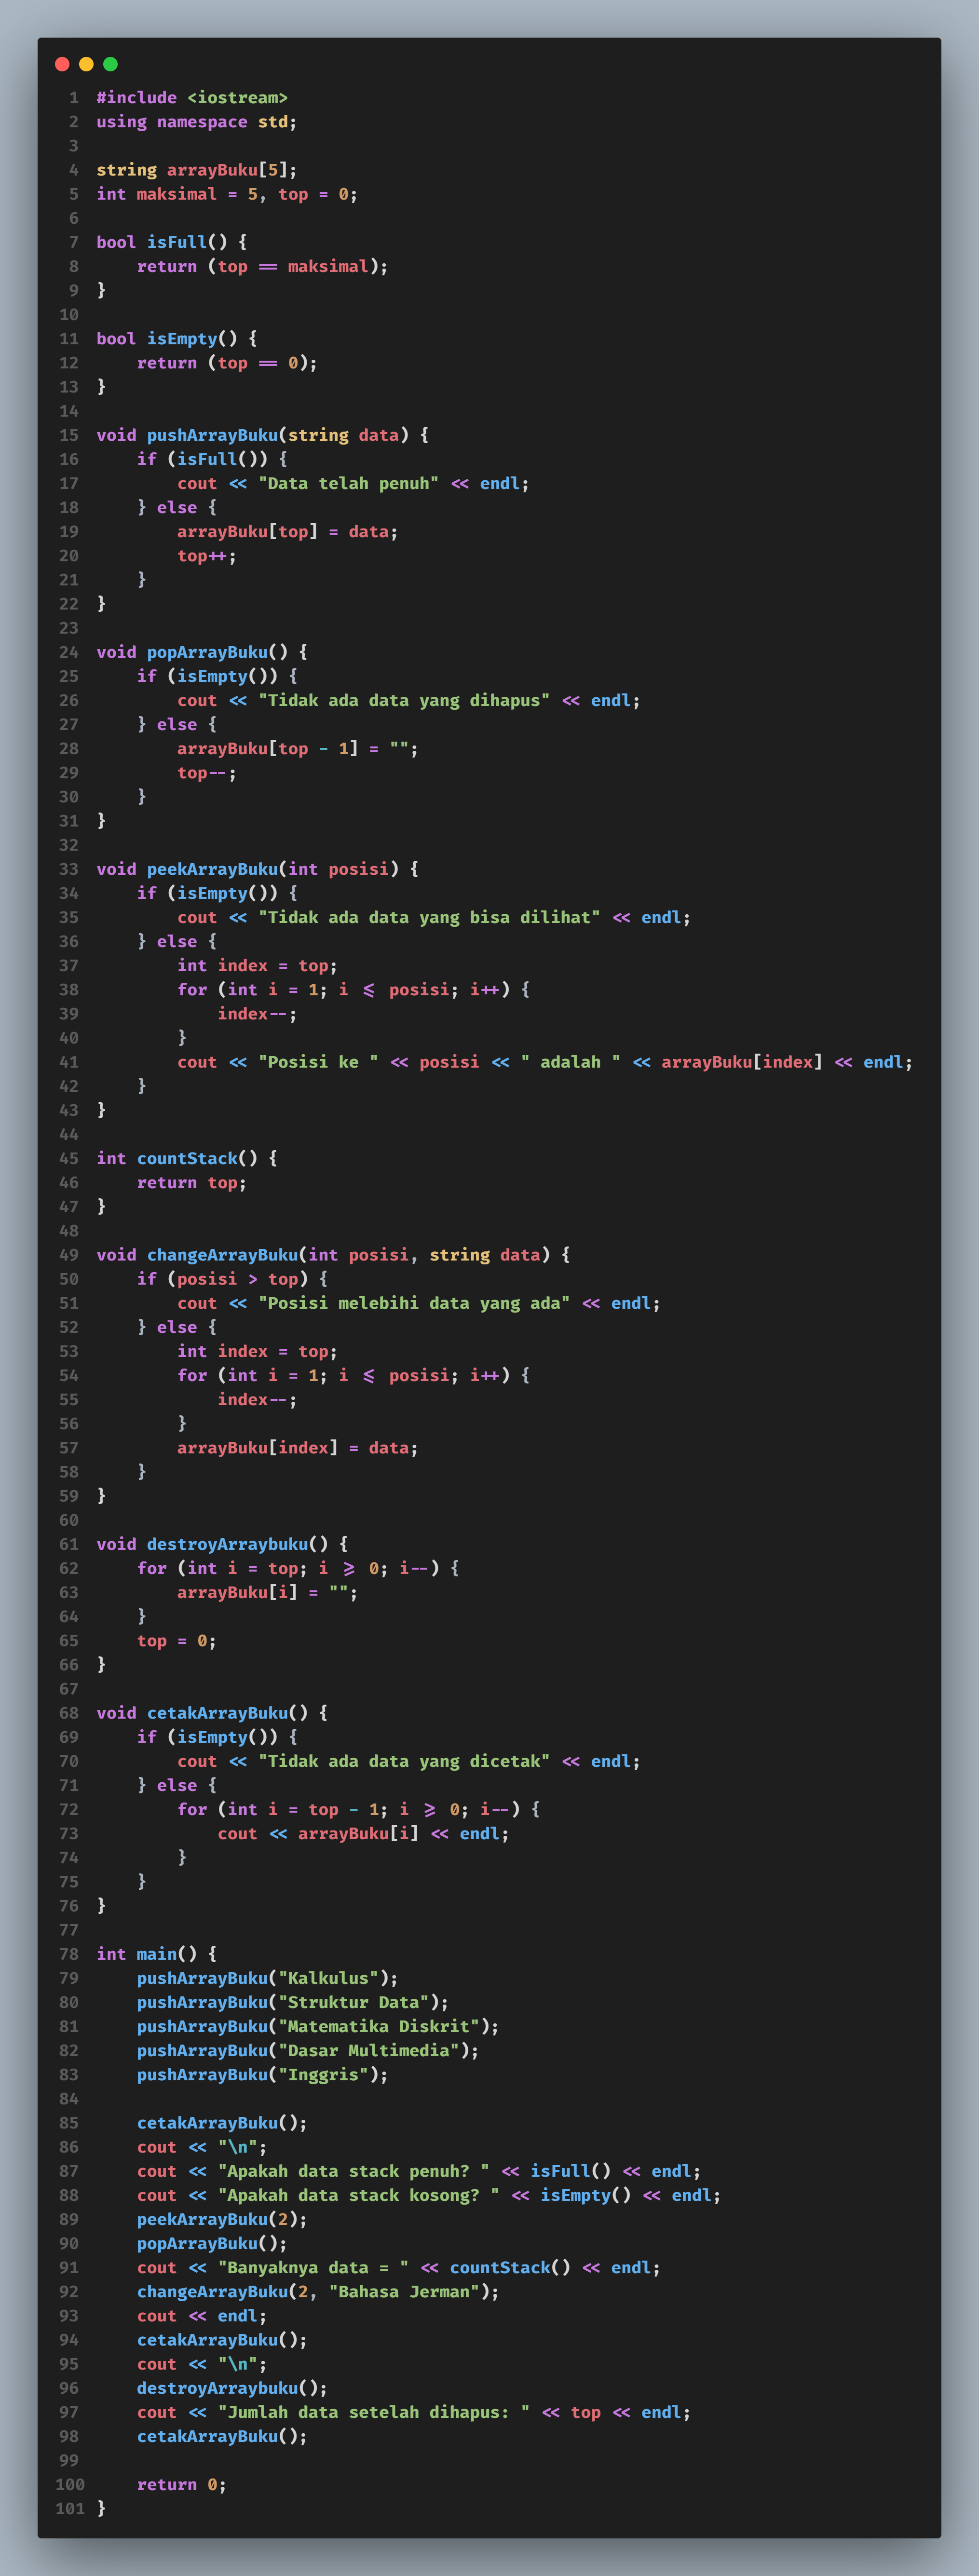 1 #include <iostream>
2 using namespace std;
3
4 string arrayBuku[5];
5 int maksimal = 5, top = 0;
6
7 bool isFull() {
8     return (top == maksimal);
9 }
10
11 bool isEmpty() {
12     return (top == 0);
13 }
14
15 void pushArrayBuku(string data) {
16     if (isFull()) {
17         cout << "Data telah penuh" << endl;
18     } else {
19         arrayBuku[top] = data;
20         top++;
21     }
22 }
23
24 void popArrayBuku() {
25     if (isEmpty()) {
26         cout << "Tidak ada data yang dihapus" << endl;
27     } else {
28         arrayBuku[top - 1] = "";
29         top--;
30     }
31 }
32
33 void peekArrayBuku(int posisi) {
34     if (isEmpty()) {
35         cout << "Tidak ada data yang bisa dilihat" << endl;
36     } else {
37         int index = top;
38         for (int i = 1; i <= posisi; i++) {
39             index--;
40         }
41         cout << "Posisi ke " << posisi << " adalah " << arrayBuku[index] << endl;
42     }
43 }
44
45 int countStack() {
46     return top;
47 }
48
49 void changeArrayBuku(int posisi, string data) {
50     if (posisi > top) {
51         cout << "Posisi melebihi data yang ada" << endl;
52     } else {
53         int index = top;
54         for (int i = 1; i <= posisi; i++) {
55             index--;
56         }
57         arrayBuku[index] = data;
58     }
59 }
60
61 void destroyArraybuku() {
62     for (int i = top; i >= 0; i--) {
63         arrayBuku[i] = "";
64     }
65     top = 0;
66 }
67
68 void cetakArrayBuku() {
69     if (isEmpty()) {
70         cout << "Tidak ada data yang dicetak" << endl;
71     } else {
72         for (int i = top - 1; i >= 0; i--) {
73             cout << arrayBuku[i] << endl;
74         }
75     }
76 }
77
78 int main() {
79     pushArrayBuku("Kalkulus");
80     pushArrayBuku("Struktur Data");
81     pushArrayBuku("Matematika Diskrit");
82     pushArrayBuku("Dasar Multimedia");
83     pushArrayBuku("Inggris");
84
85     cetakArrayBuku();
86     cout << "\n";
87     cout << "Apakah data stack penuh? " << isFull() << endl;
88     cout << "Apakah data stack kosong? " << isEmpty() << endl;
89     peekArrayBuku(2);
90     popArrayBuku();
91     cout << "Banyaknya data = " << countStack() << endl;
92     changeArrayBuku(2, "Bahasa Jerman");
93     cout << endl;
94     cetakArrayBuku();
95     cout << "\n";
96     destroyArraybuku();
97     cout << "Jumlah data setelah dihapus: " << top << endl;
98     cetakArrayBuku();
99
100     return 0;
101 }